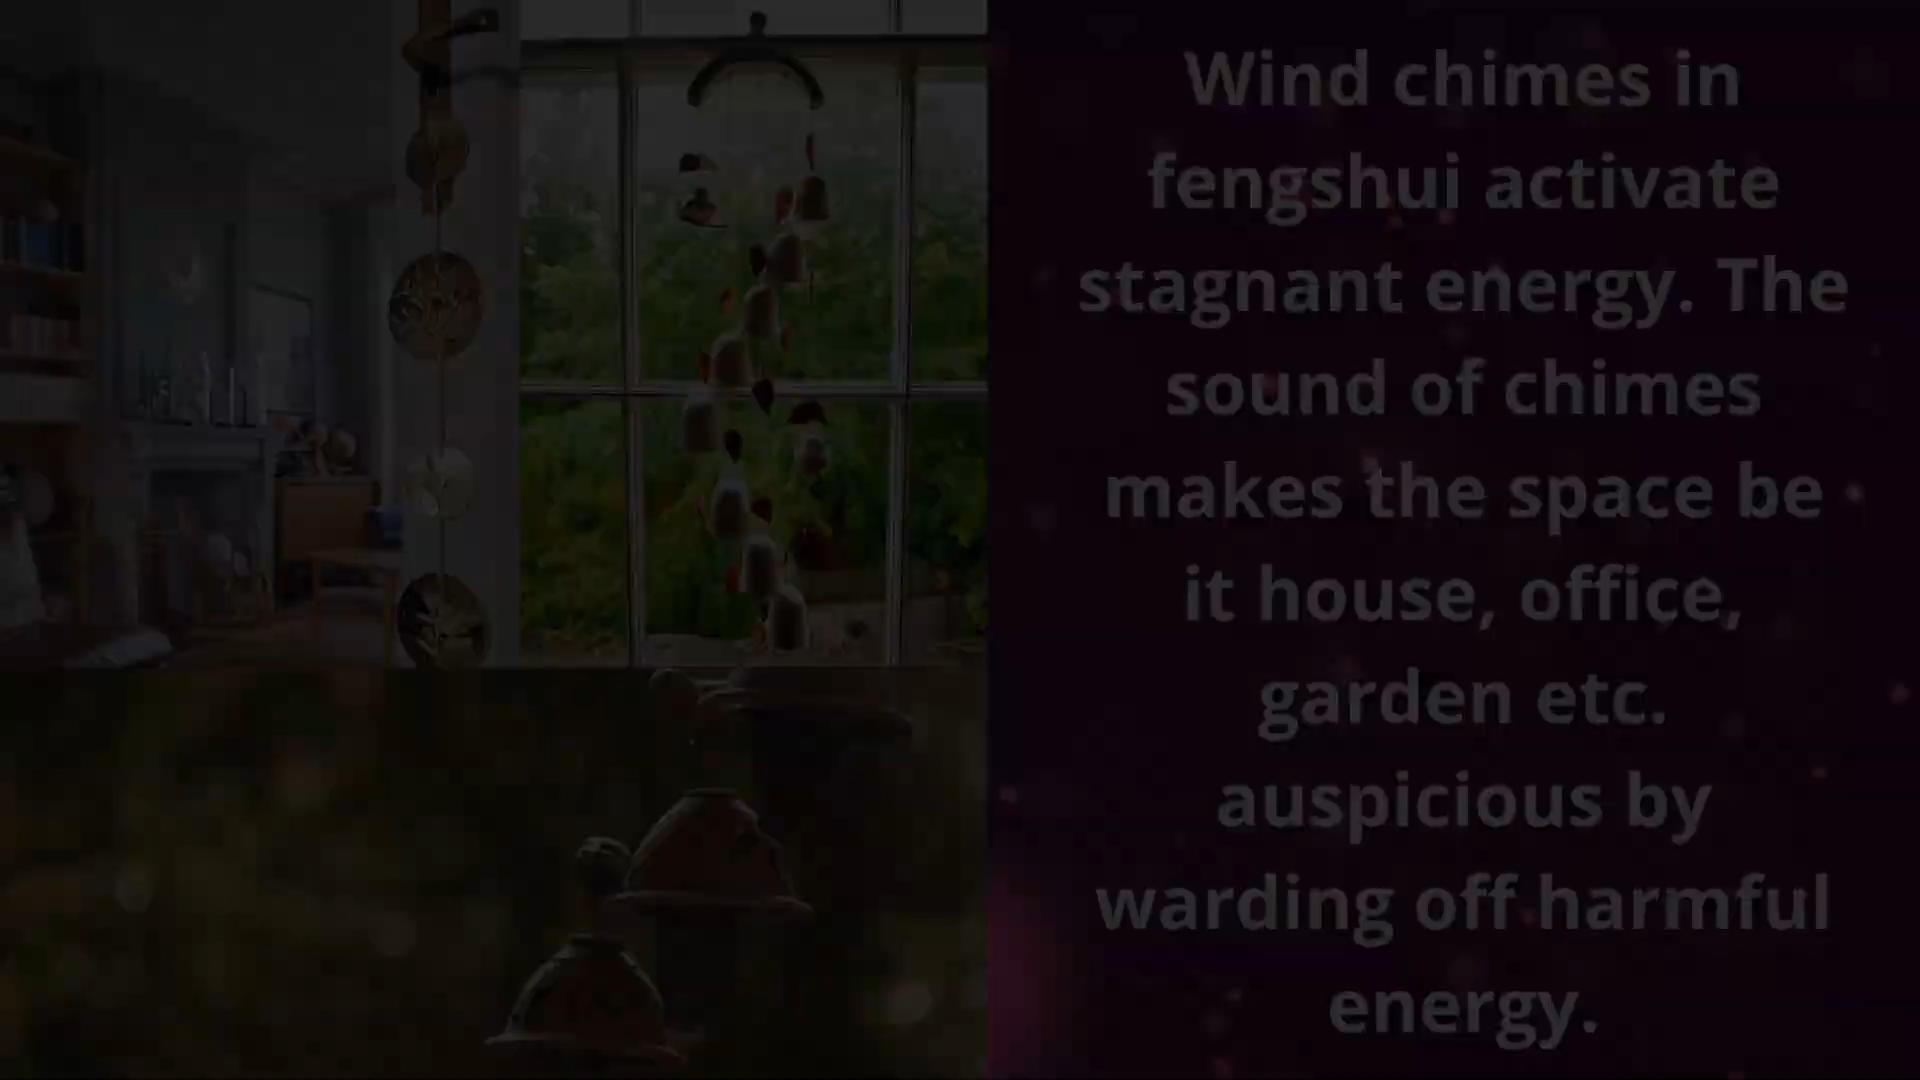 Wind chimes in
fengshui activate
stagnant energy. The
sound of chimes
makes the space be
it house, office,
garden etc.
auspicious by
warding off harmful
energy.